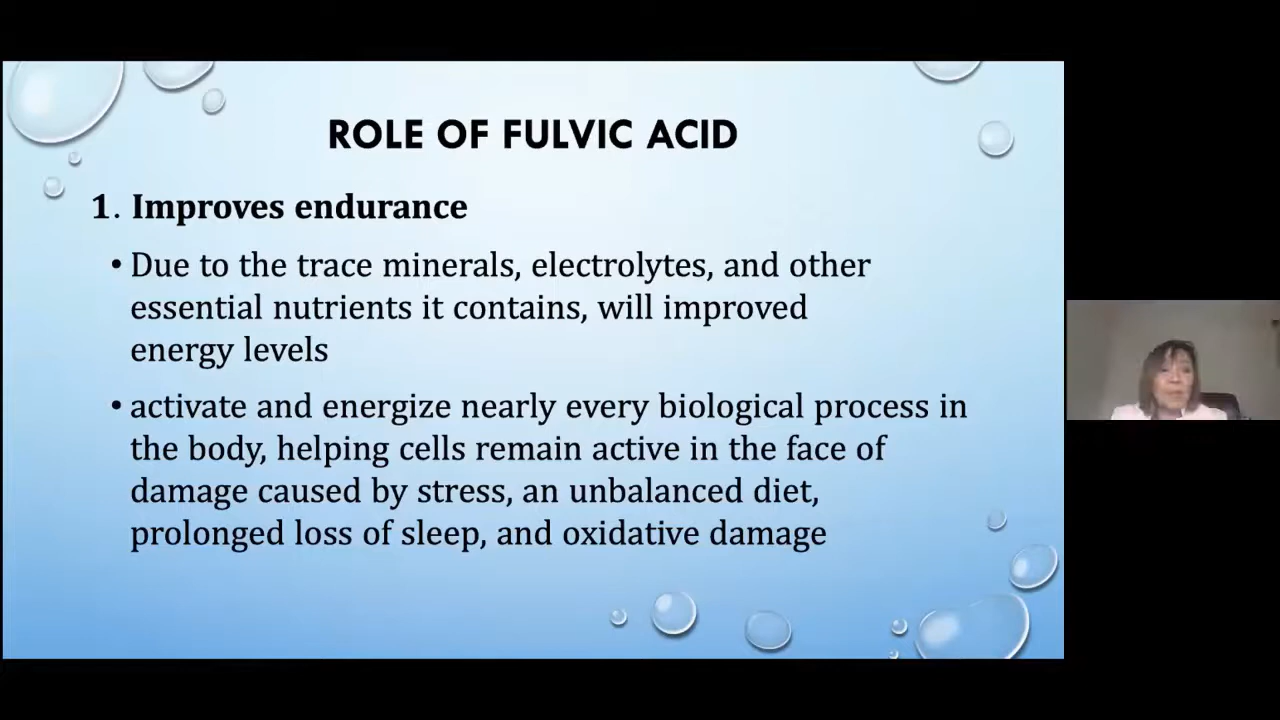 ROLE OF FULVIC ACID
1. Improves endurance
• Due to the trace minerals, electrolytes, and other
essential nutrients it contains, will improved
energy levels
• activate and energize nearly every biological process in
the body, helping cells remain active in the face of
damage caused by stress, an unbalanced diet,
prolonged loss of sleep, and oxidative damage